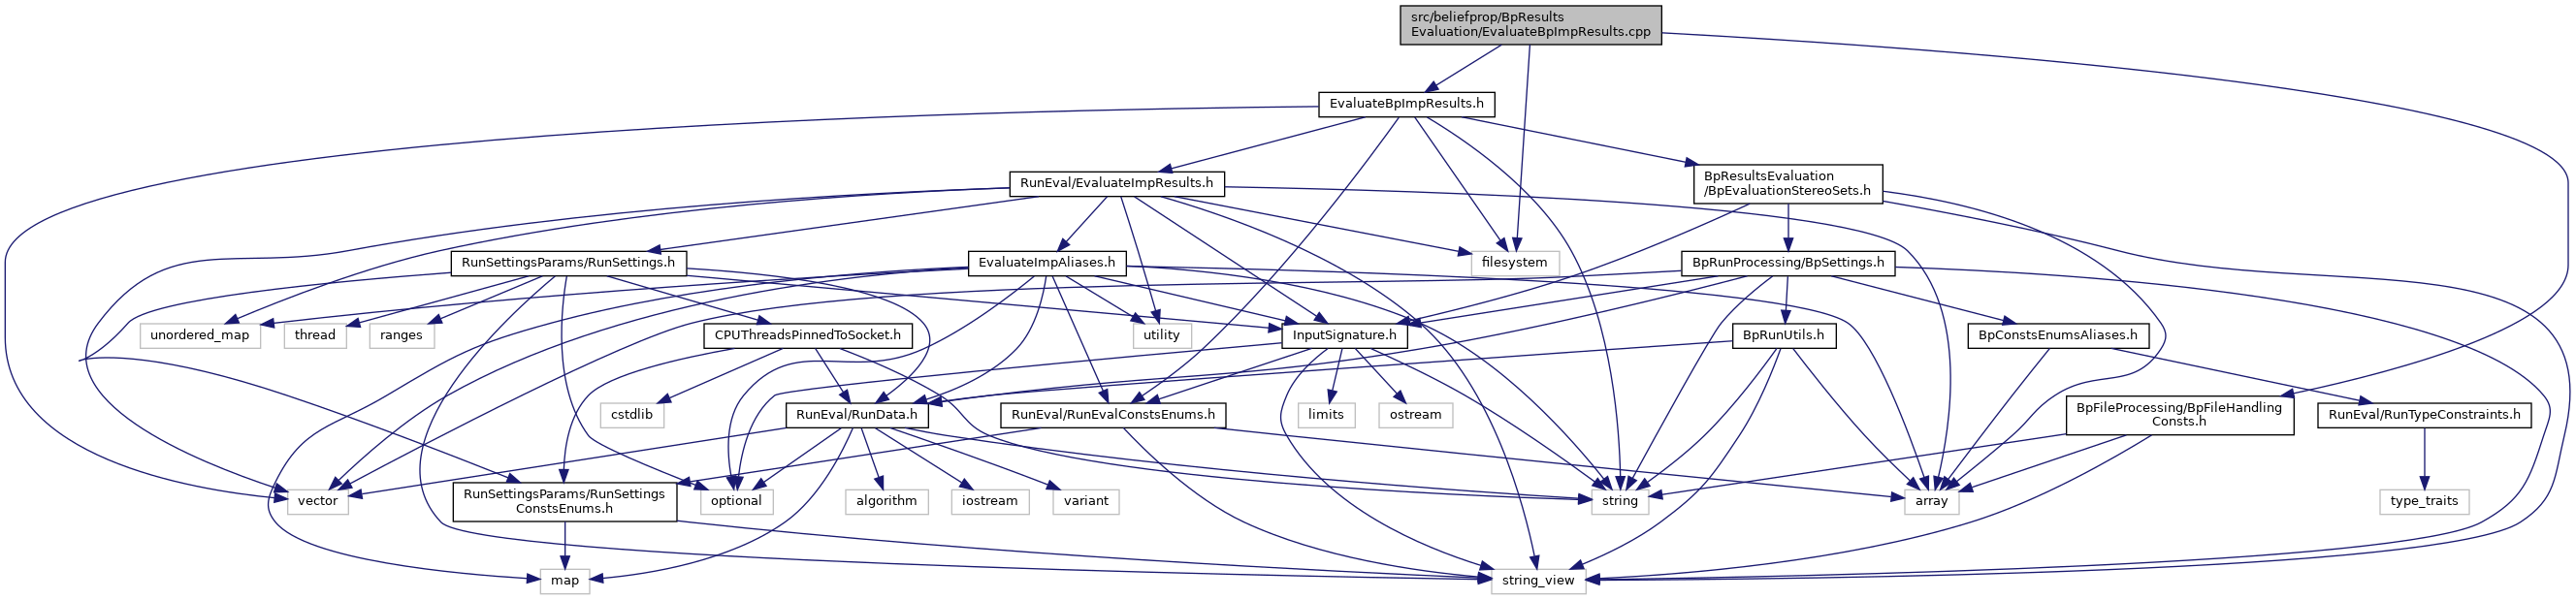 src/beliefprop/BpResults
Evaluation/EvaluateBpImpResults.cpp
EvaluateBpImpResults.h
RunEval/EvaluateImpResults.h
BpResultsEvaluation
/BpEvaluationStereoSets.h
RunSettingsParams/RunSettings.h
EvaluateImpAliases.h
filesystem
BpRunProcessing/BpSettings.h
unordered_map
thread
ranges
CPUThreadsPinnedToSocket.h
utility
InputSignature.h
BpRunUtils.h
BpConstsEnumsAliases.h
cstdlib
RunEval/RunData.h
RunEval/RunEvalConstsEnums.h
limits
ostream
BpFileProcessing/BpFileHandling
Consts.h
RunEval/RunTypeConstraints.h
vector
RunSettingsParams/RunSettings
ConstsEnums.h
optional
algorithm
iostream
variant
string
array
type_traits
map
string_view